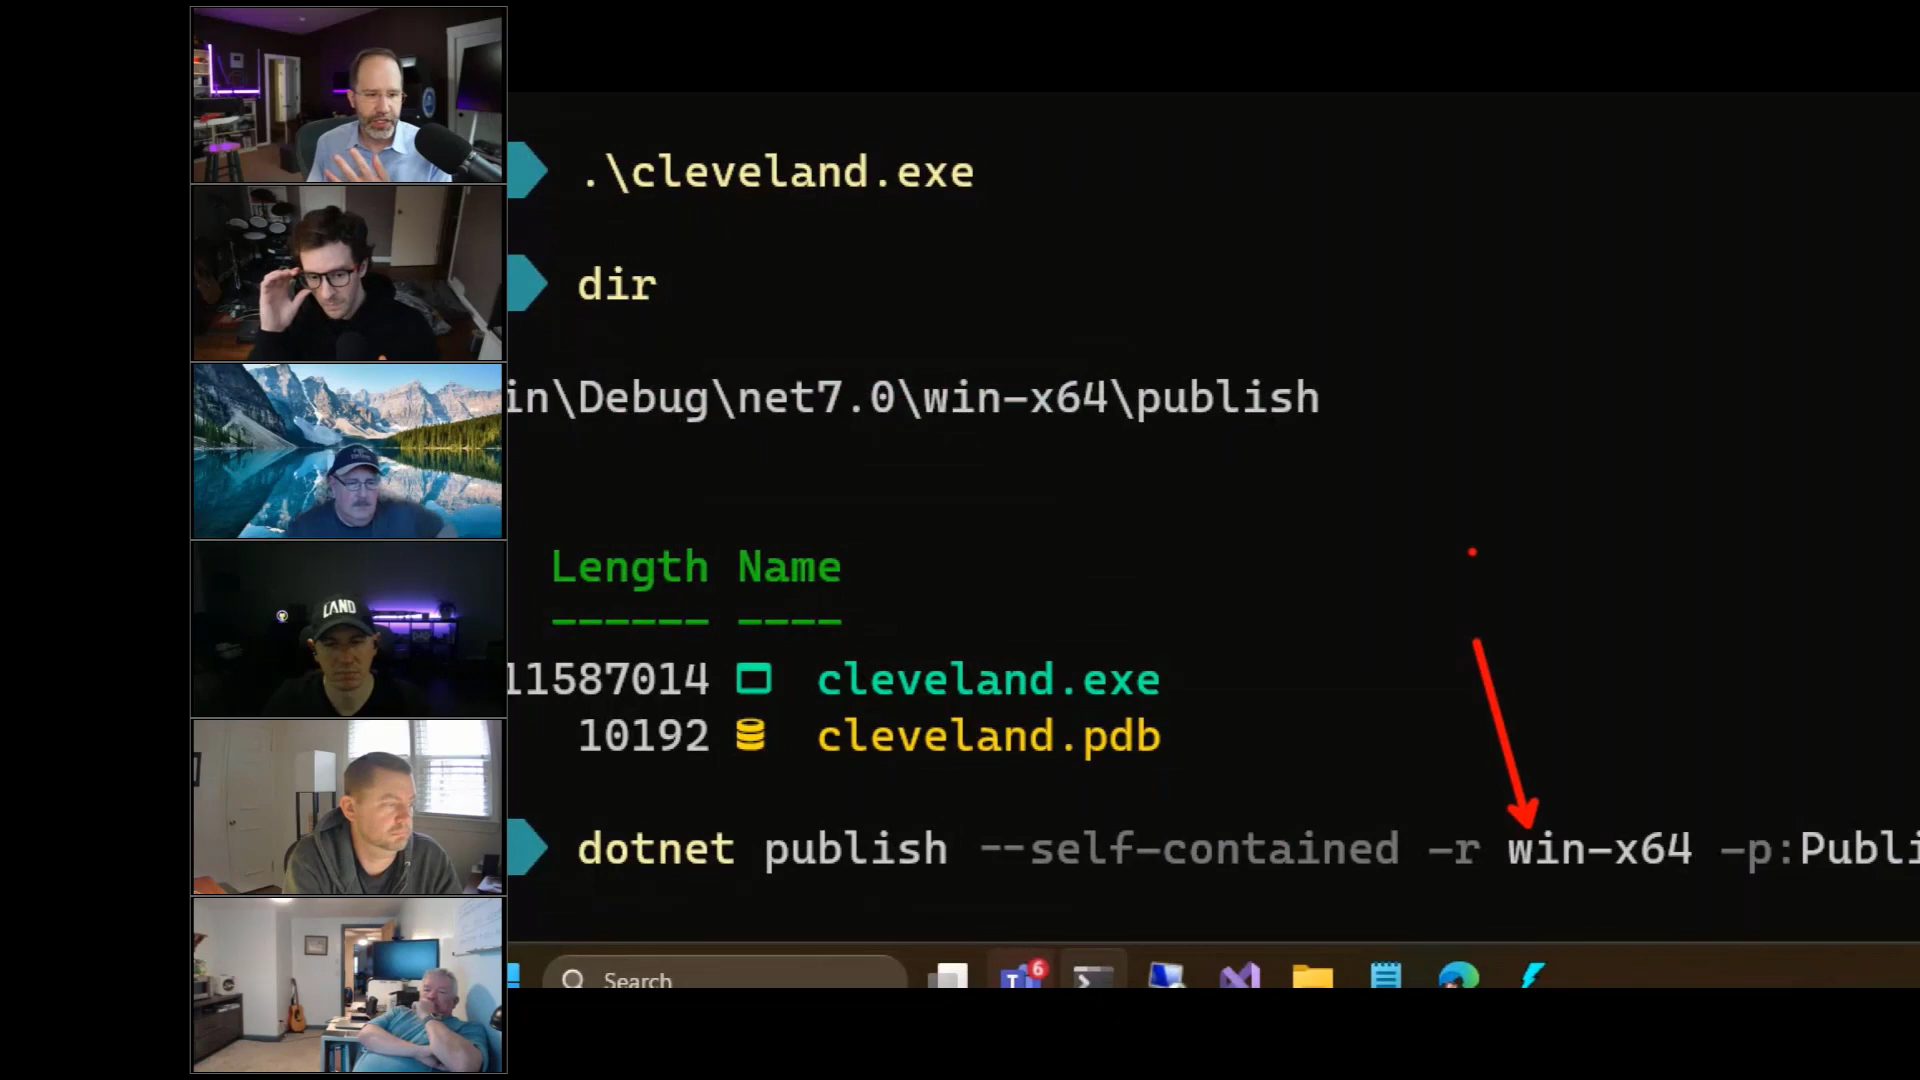 .\cleveland.exe
dir
in\Debug\net7.0\win-x64\publish
Length Name
------ ----
11587014 cleveland.exe
10192 cleveland.pdb
dotnet publish --self-contained -r win-x64 -p:Publi
Search
6
LAND